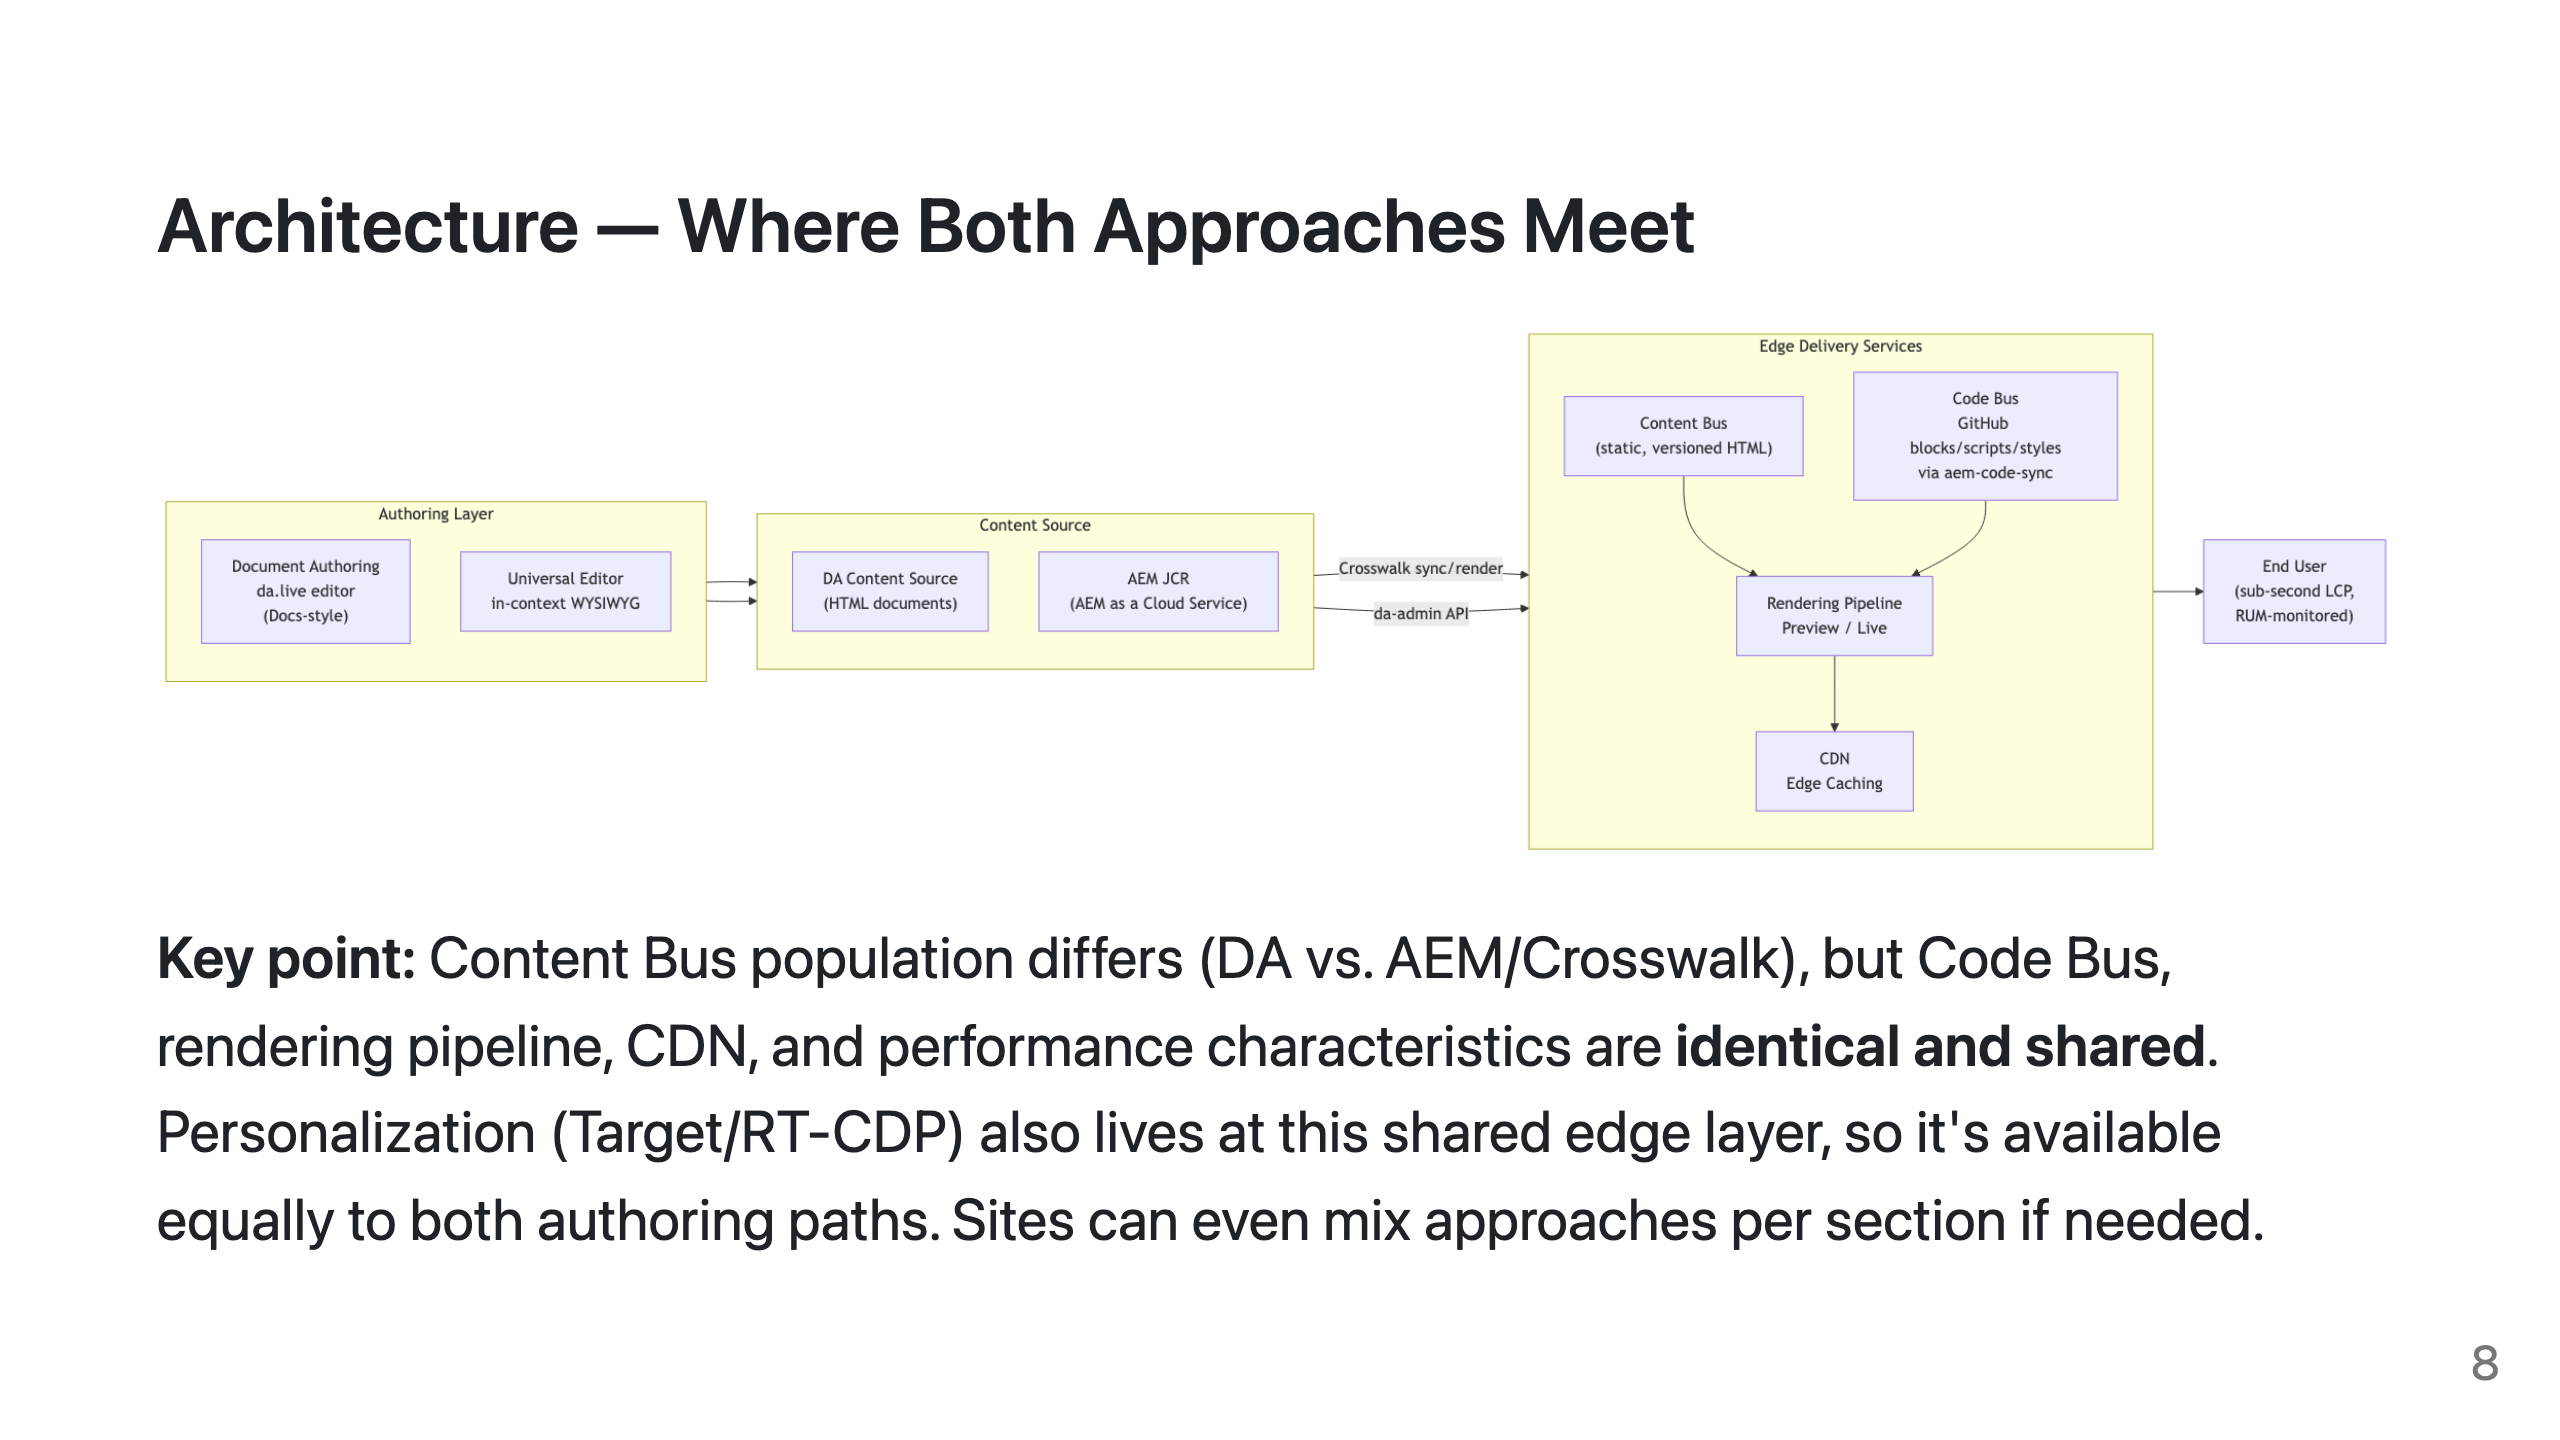 Architecture — Where Both Approaches Meet
Authoring Layer
Document Authoring
da.live editor
(Docs-style)
Universal Editor
in-context WYSIWYG
Content Source
DA Content Source
(HTML documents)
AEM JCR
(AEM as a Cloud Service)
Crosswalk sync/render
da-admin API
Edge Delivery Services
Content Bus
(static, versioned HTML)
Code Bus
GitHub
blocks/scripts/styles
via aem-code-sync
Rendering Pipeline
Preview / Live
CDN
Edge Caching
End User
(sub-second LCP,
RUM-monitored)
Key point: Content Bus population differs (DA vs. AEM/Crosswalk), but Code Bus,
rendering pipeline, CDN, and performance characteristics are identical and shared.
Personalization (Target/RT-CDP) also lives at this shared edge layer, so it's available
equally to both authoring paths. Sites can even mix approaches per section if needed.
8